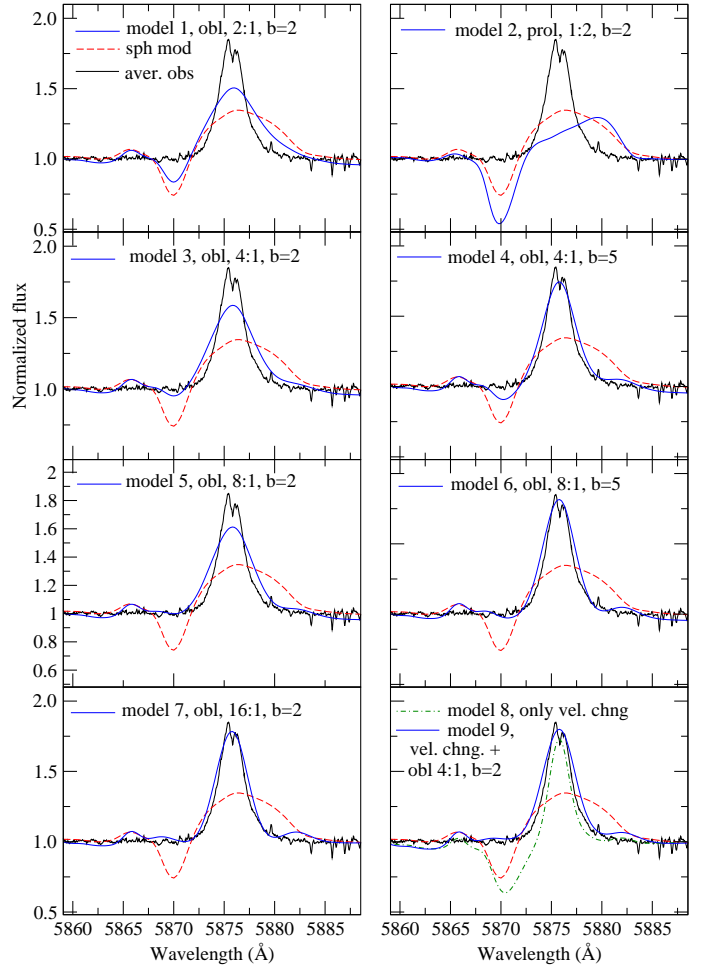 2.0
1.5
1.0
0.5
model 1, obl, 2:1, b=2
sph mod
aver. obs
model 2, prol, 1:2, b=2
2.0
1.5
1.0
model 3, obl, 4:1, b=2
model 4, obl, 4:1, b=5
Normalized flux
2
1.8
1.6
1.4
1.2
1
0.8
0.6
model 5, obl, 8:1, b=2
model 6, obl, 8:1, b=5
2.0
1.5
1.0
0.5
model 7, obl, 16:1, b=2
model 8, only vel. chng
model 9,
vel. chng. +
obl 4:1, b=2
5860 5865 5870 5875 5880 5885
5860 5865 5870 5875 5880 5885
Wavelength (Å)
Wavelength (Å)